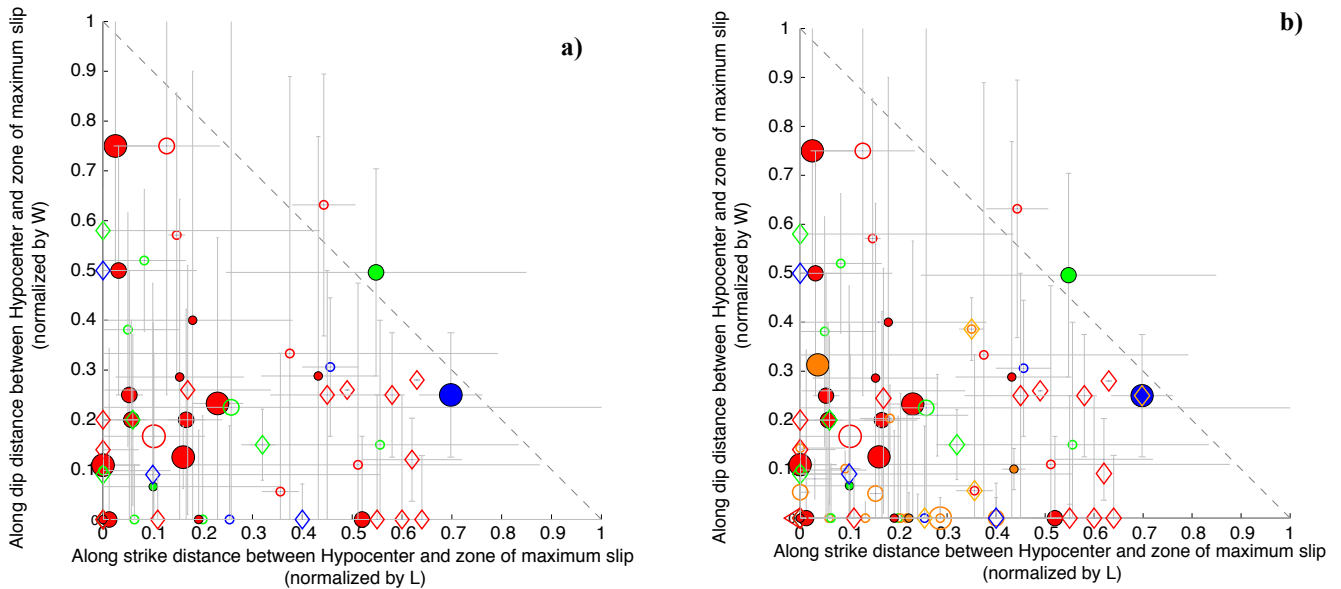 a)
Along dip distance between Hypocenter and zone of maximum slip
(normalized by W)
1
0.9
0.8
0.7
0.6
0.5
0.4
0.3
0.2
0.1
0
0 0.1 0.2 0.3 0.4 0.5 0.6 0.7 0.8 0.9 1
Along strike distance between Hypocenter and zone of maximum slip
(normalized by L)
b)
Along dip distance between Hypocenter and zone of maximum slip
(normalized by W)
1
0.9
0.8
0.7
0.6
0.5
0.4
0.3
0.2
0.1
0 0.1 0.2 0.3 0.4 0.5 0.6 0.7 0.8 0.9 1
Along strike distance between Hypocenter and zone of maximum slip
(normalized by L)